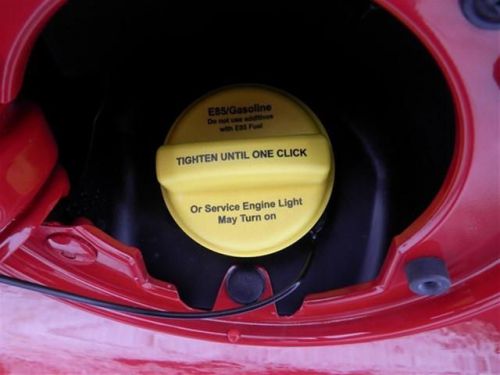 E85/Gasoline
Do not use additives
with E85 Fuel
TIGHTEN UNTIL ONE CLICK
Or Service Engine Light
May Turn on